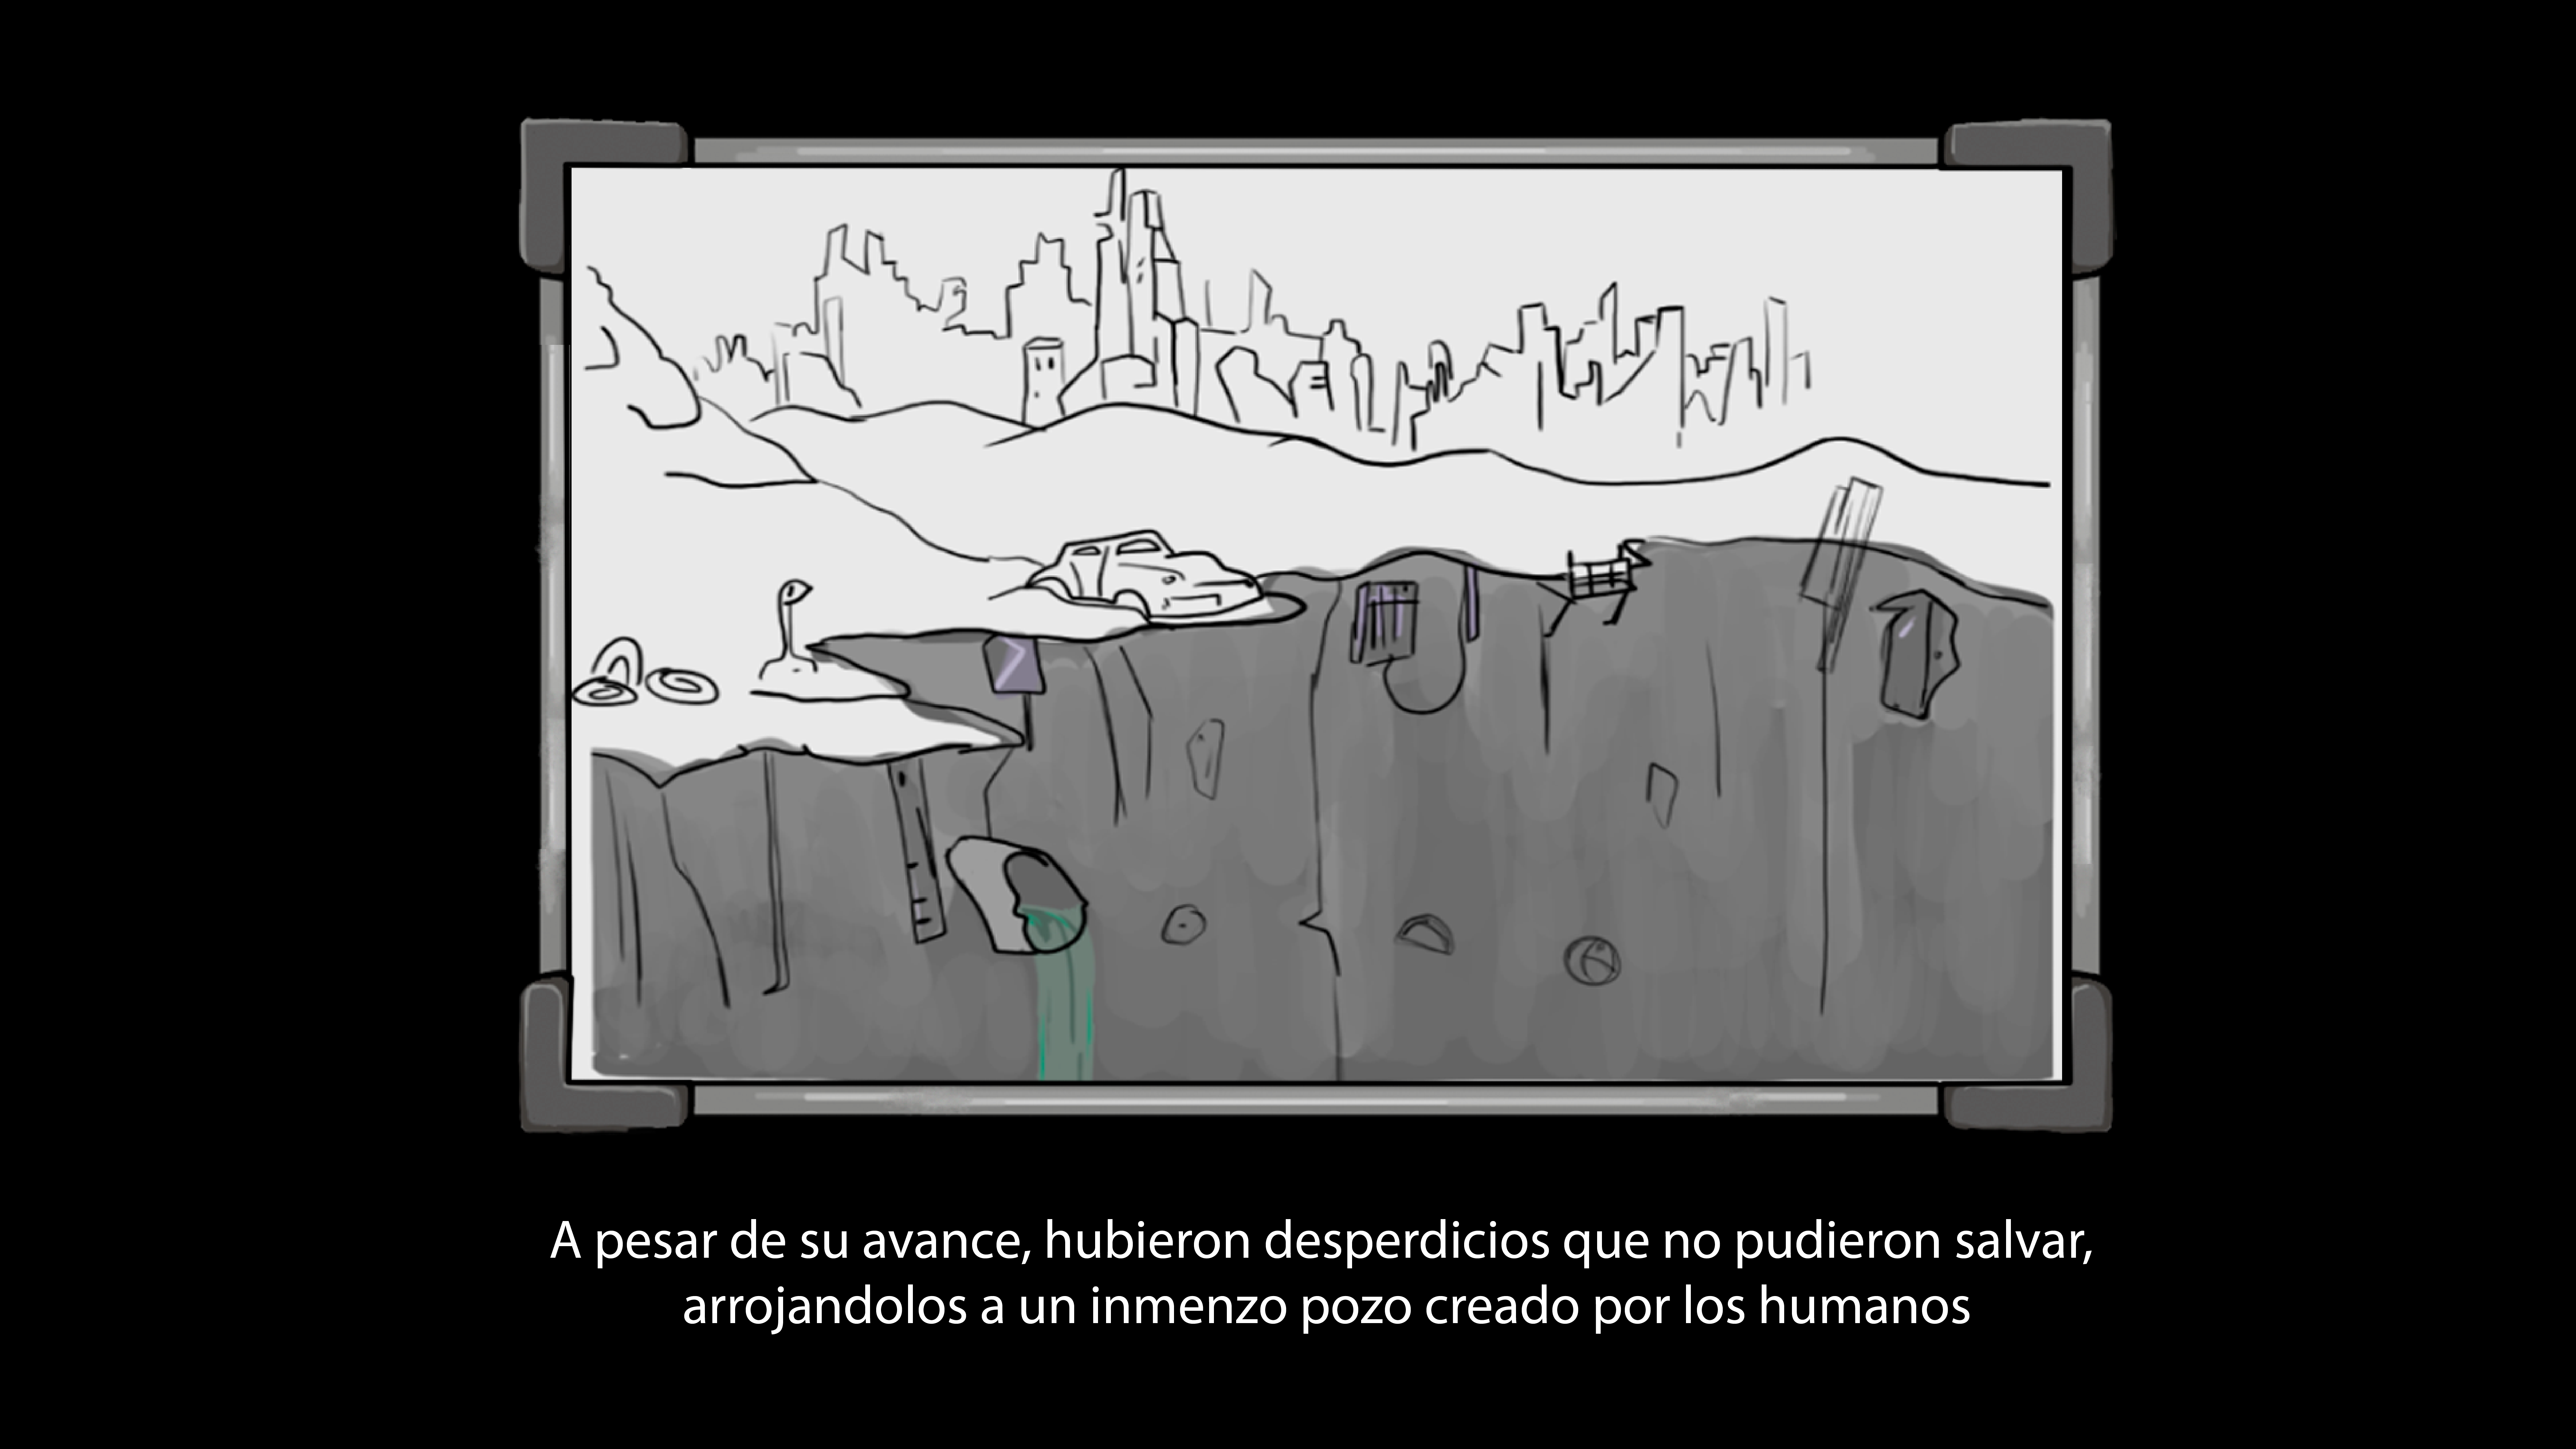 A pesar de su avance, hubieron desperdicios que no pudieron salvar,
arrojandolos a un inmenzo pozo creado por los humanos